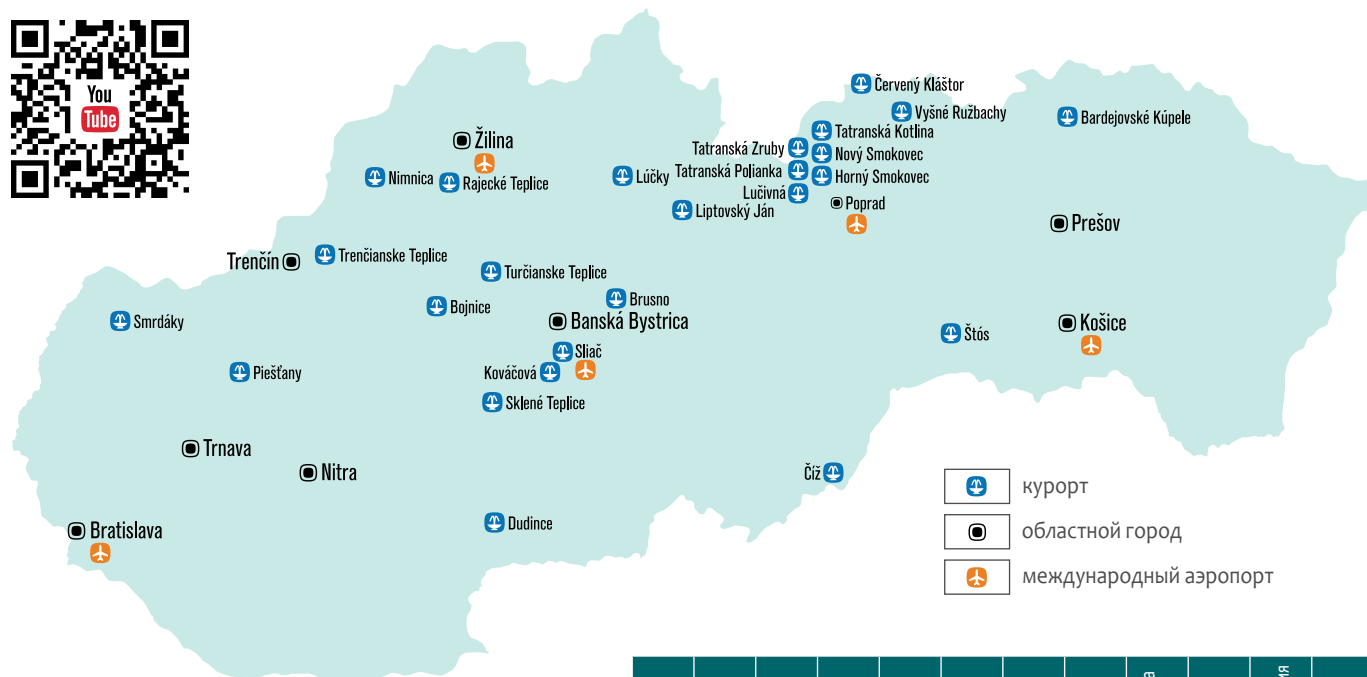 You
Tube
Červený Kláštor
Vyšné Ružbachy
Bardejovské Kúpele
Tatranská Kotlina
Žilina
Tatranská Zruby
Nový Smokovec
Nimnica
Rajecké Teplice
Lúčky
Tatranská Polianka
Horný Smokovec
Lučivná
Liptovský Ján
Poprad
Prešov
Trenčín
Trenčianske Teplice
Turčianske Teplice
Bojnice
Brusno
Smrdáky
Banská Bystrica
Štós
Košice
Sliač
Piešťany
Kováčová
Sklené Teplice
Trnava
Nitra
Číž
курорт
Dudince
Bratislava
областной город
международный аэропорт